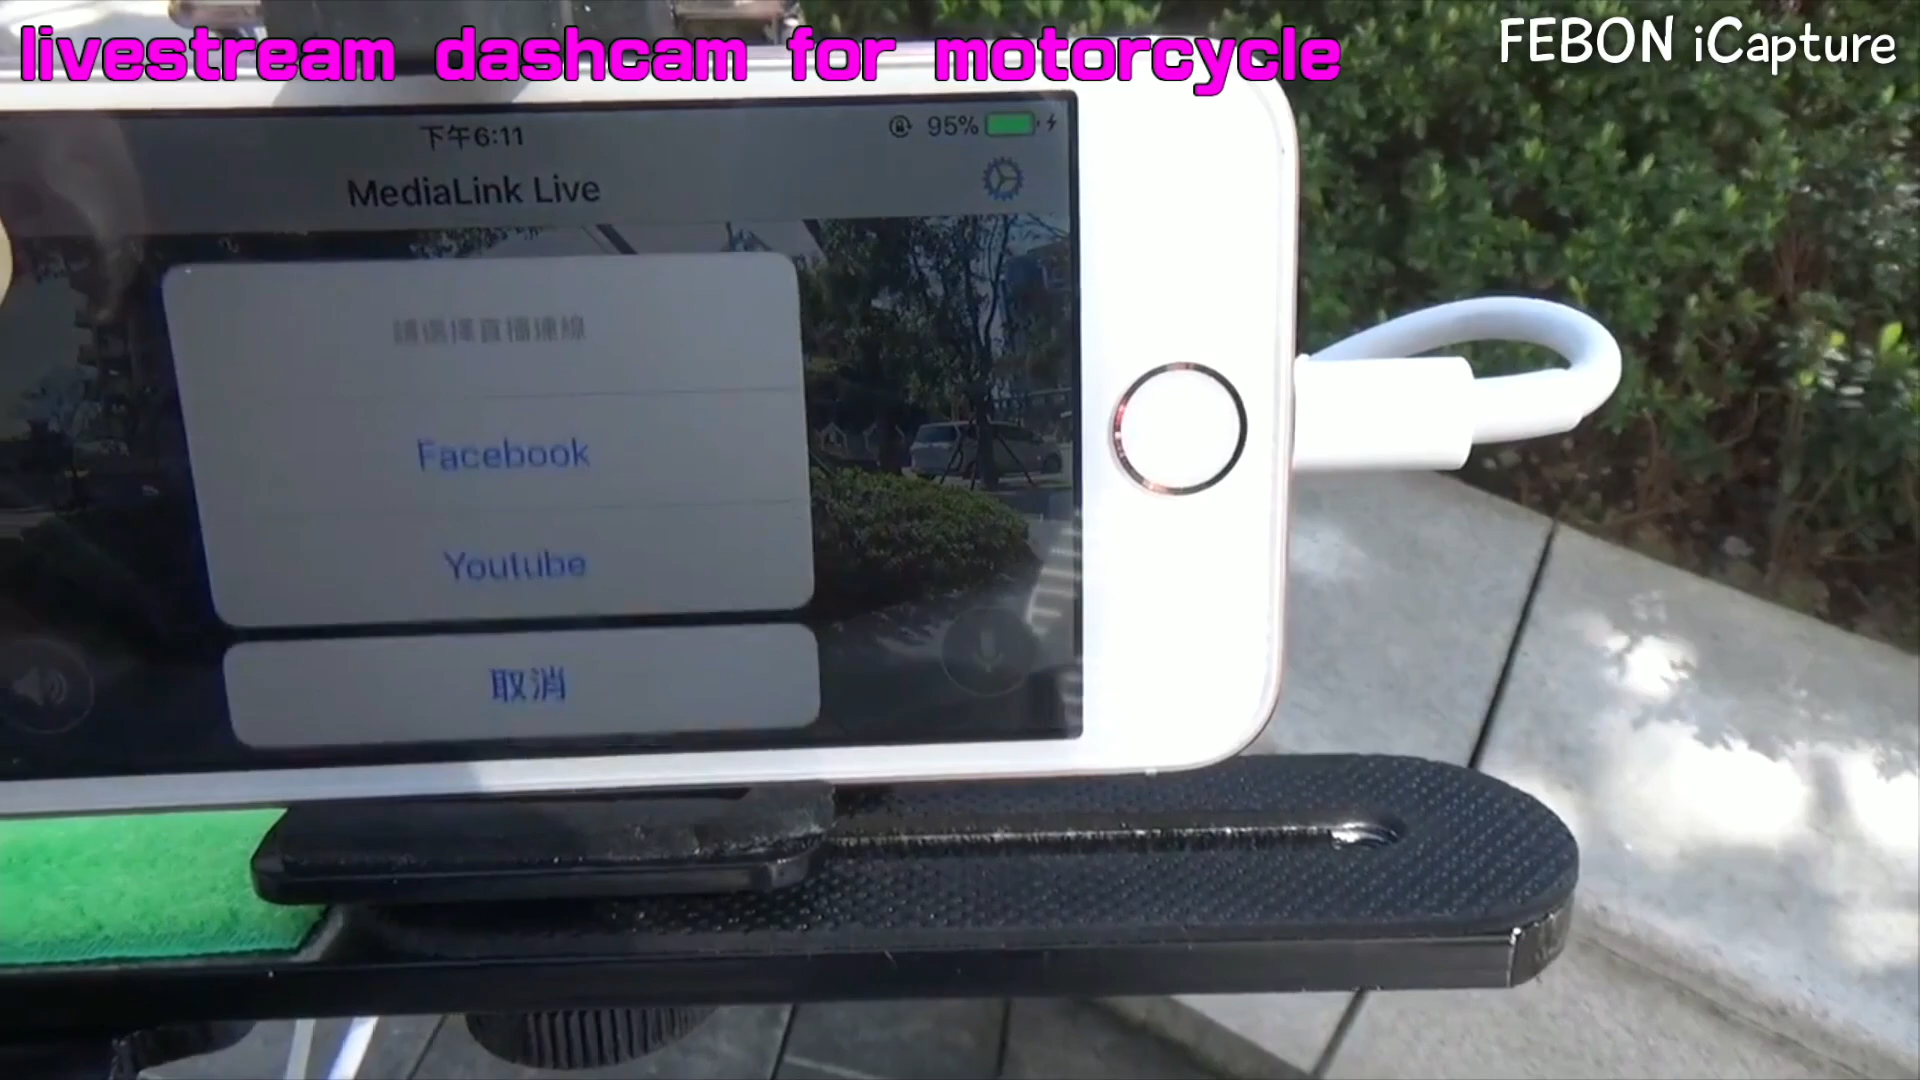 livestream dashcam for motorcycle
FEBON iCapture
下午6:11
95%
MediaLink Live
請選擇直播連線
Facebook
Youtube
取消